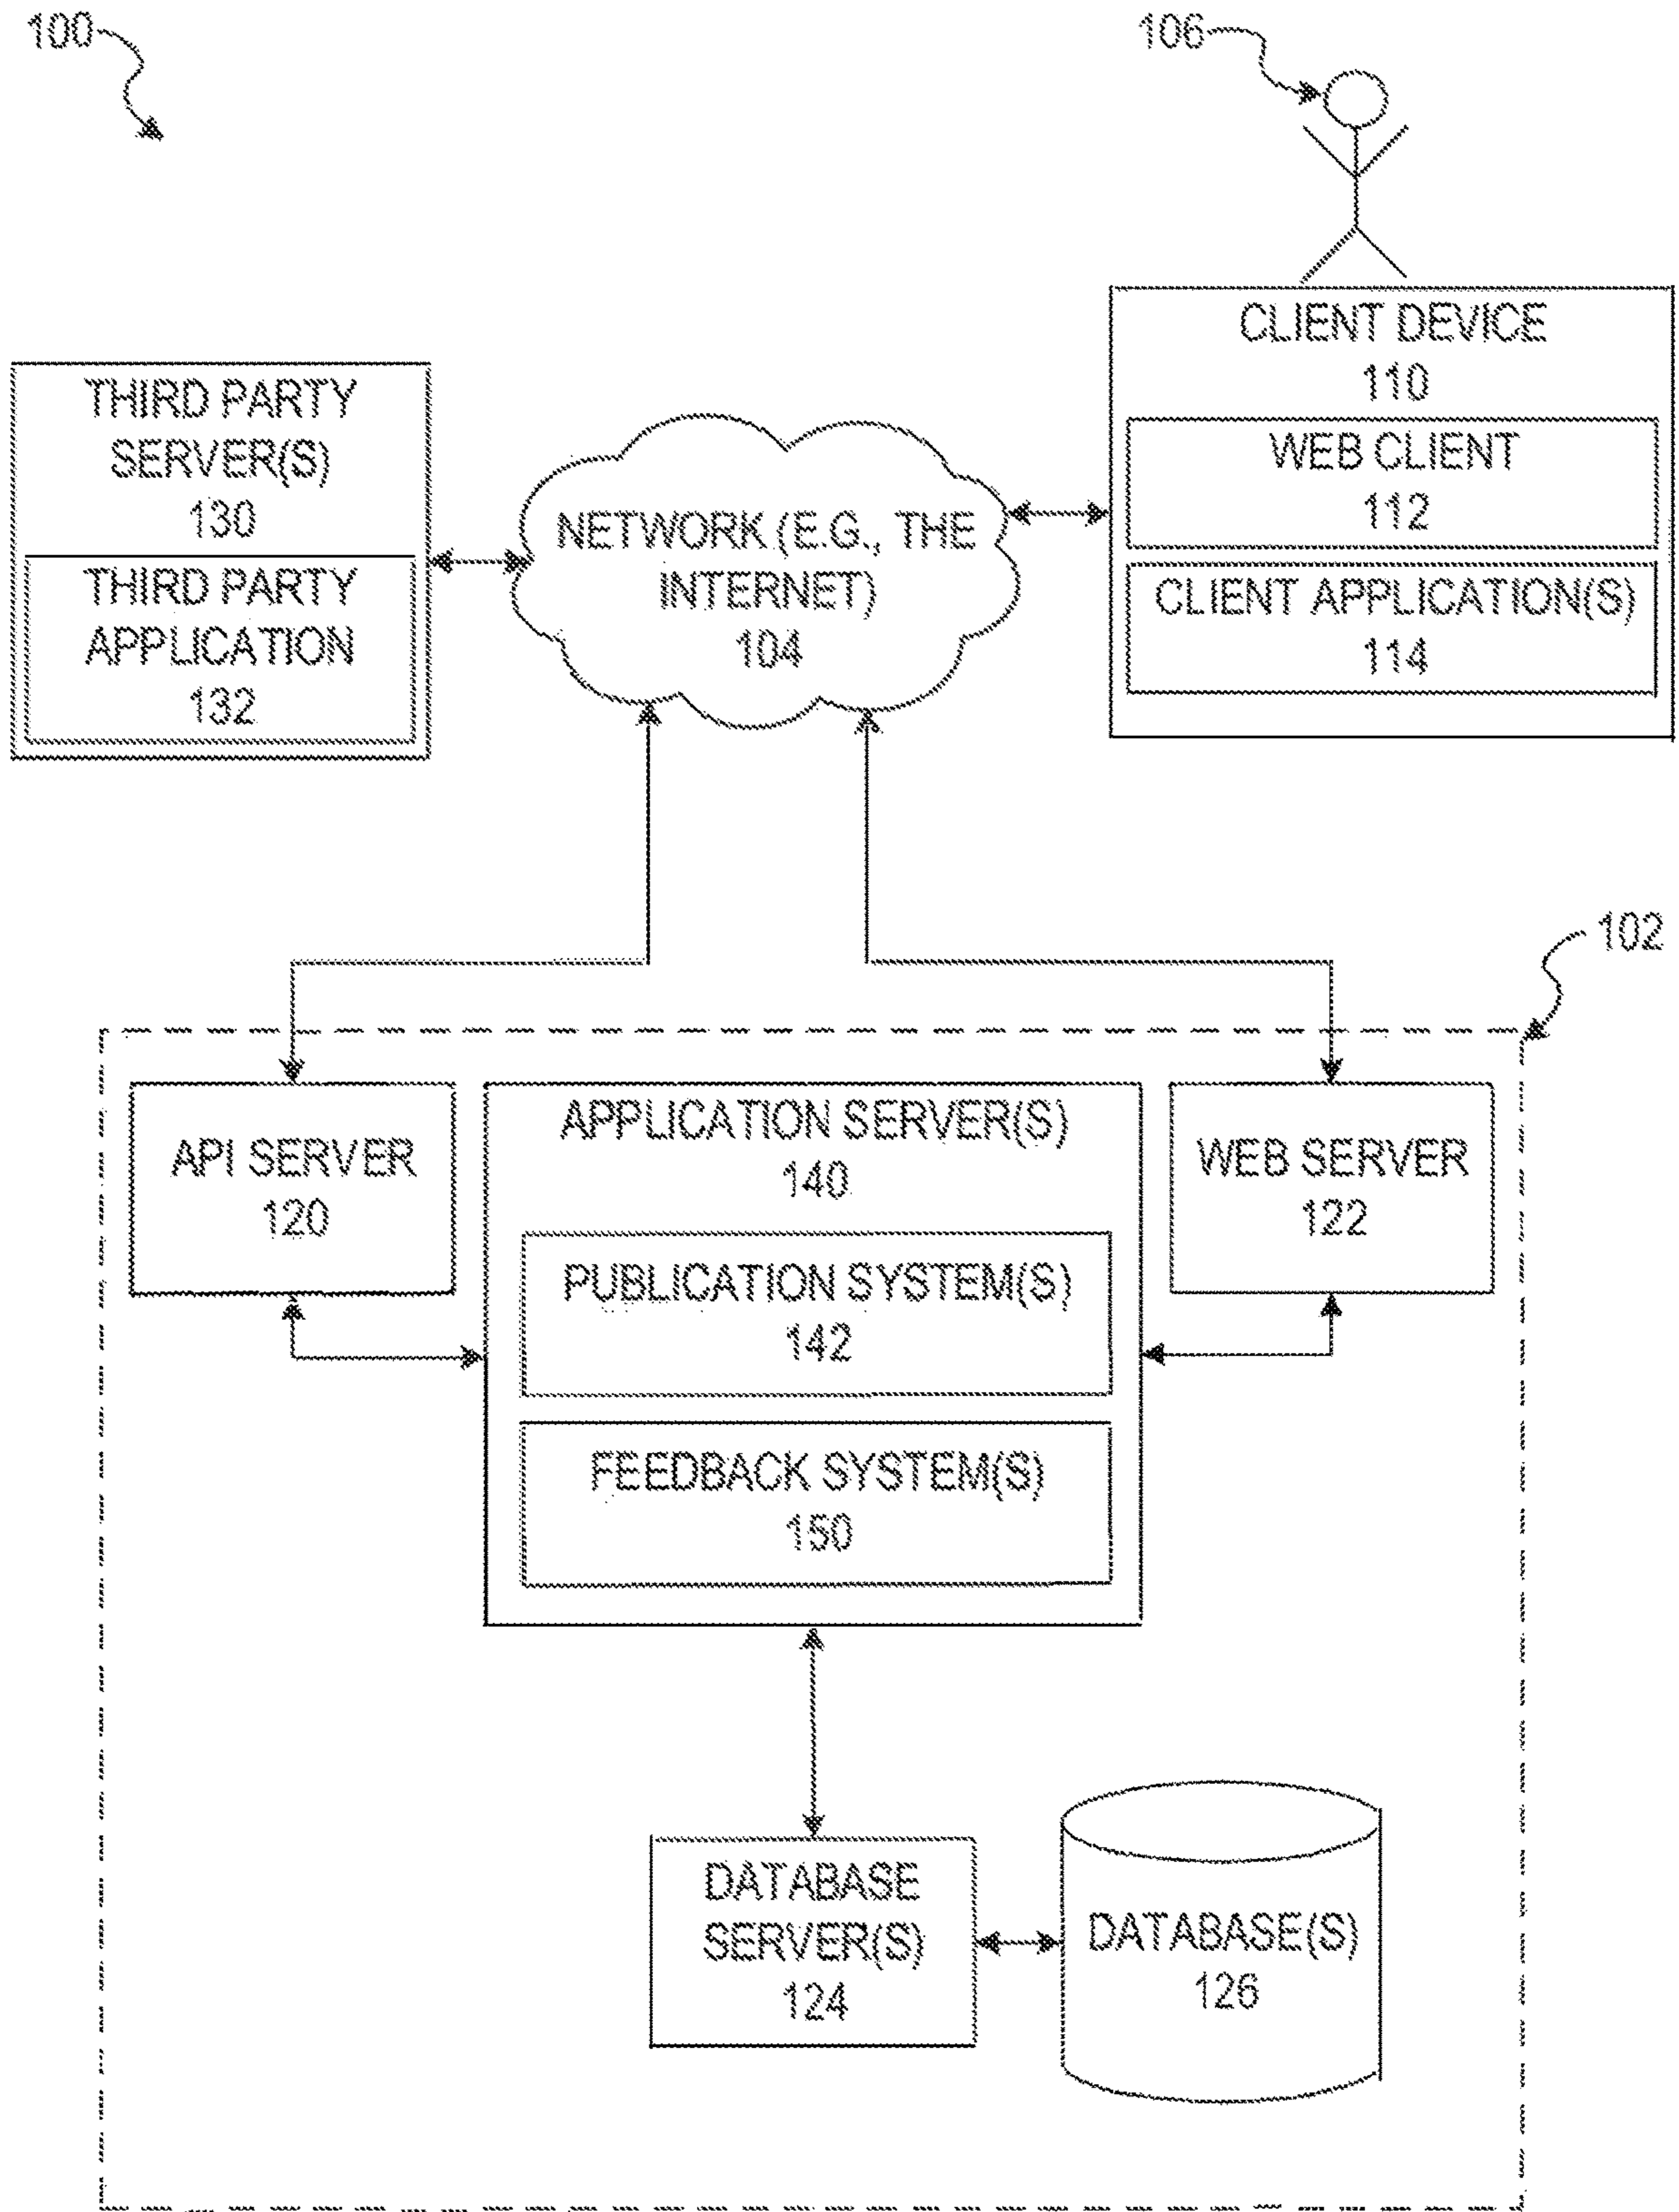 100
106
CLIENT DEVICE
110
WEB CLIENT
112
CLIENT APPLICATION(S)
114
THIRD PARTY
SERVER(S)
130
THIRD PARTY
APPLICATION
132
NETWORK (E.G., THE
INTERNET)
104
102
API SERVER
120
APPLICATION SERVER(S)
140
PUBLICATION SYSTEM(S)
142
FEEDBACK SYSTEM(S)
150
WEB SERVER
122
DATABASE
SERVER(S)
124
DATABASE(S)
126